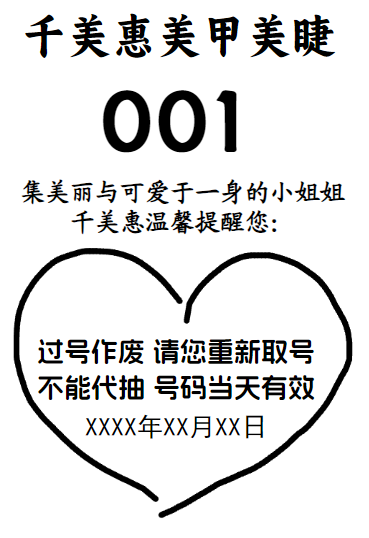 千美惠美甲美睫
001
集美丽与可爱于一身的小姐姐
千美惠温馨提醒您:
过号作废 请您重新取号
不能代抽 号码当天有效
XXXX年XX月XX日